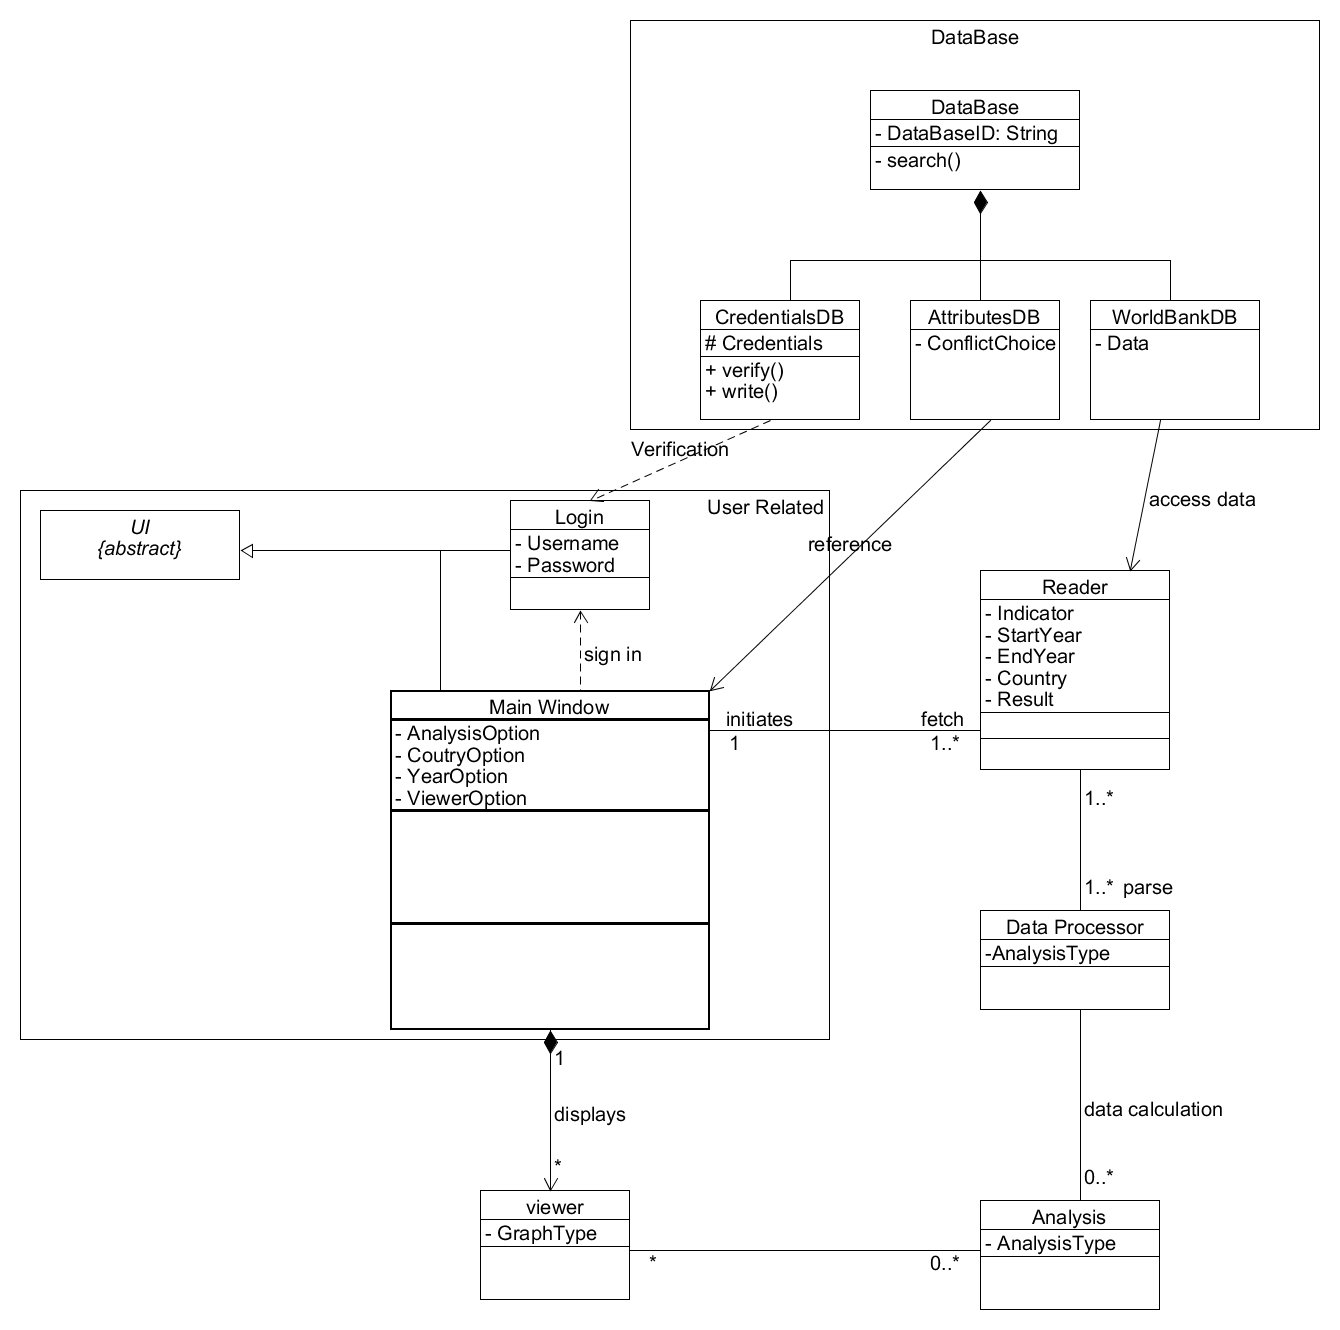 DataBase
DataBase
- DataBaseID: String
- search()
CredentialsDB
# Credentials
+ verify()
+ write()
AttributesDB
- ConflictChoice
WorldBankDB
- Data
Verification
reference
access data
User Related
UI
{abstract}
Login
- Username
- Password
sign in
Main Window
- AnalysisOption
- CoutryOption
- YearOption
- ViewerOption
initiates
1
fetch
1..*
Reader
- Indicator
- StartYear
- EndYear
- Country
- Result
1..*
1..* parse
Data Processor
-AnalysisType
data calculation
0..*
1
displays
*
viewer
- GraphType
*
0..*
Analysis
- AnalysisType